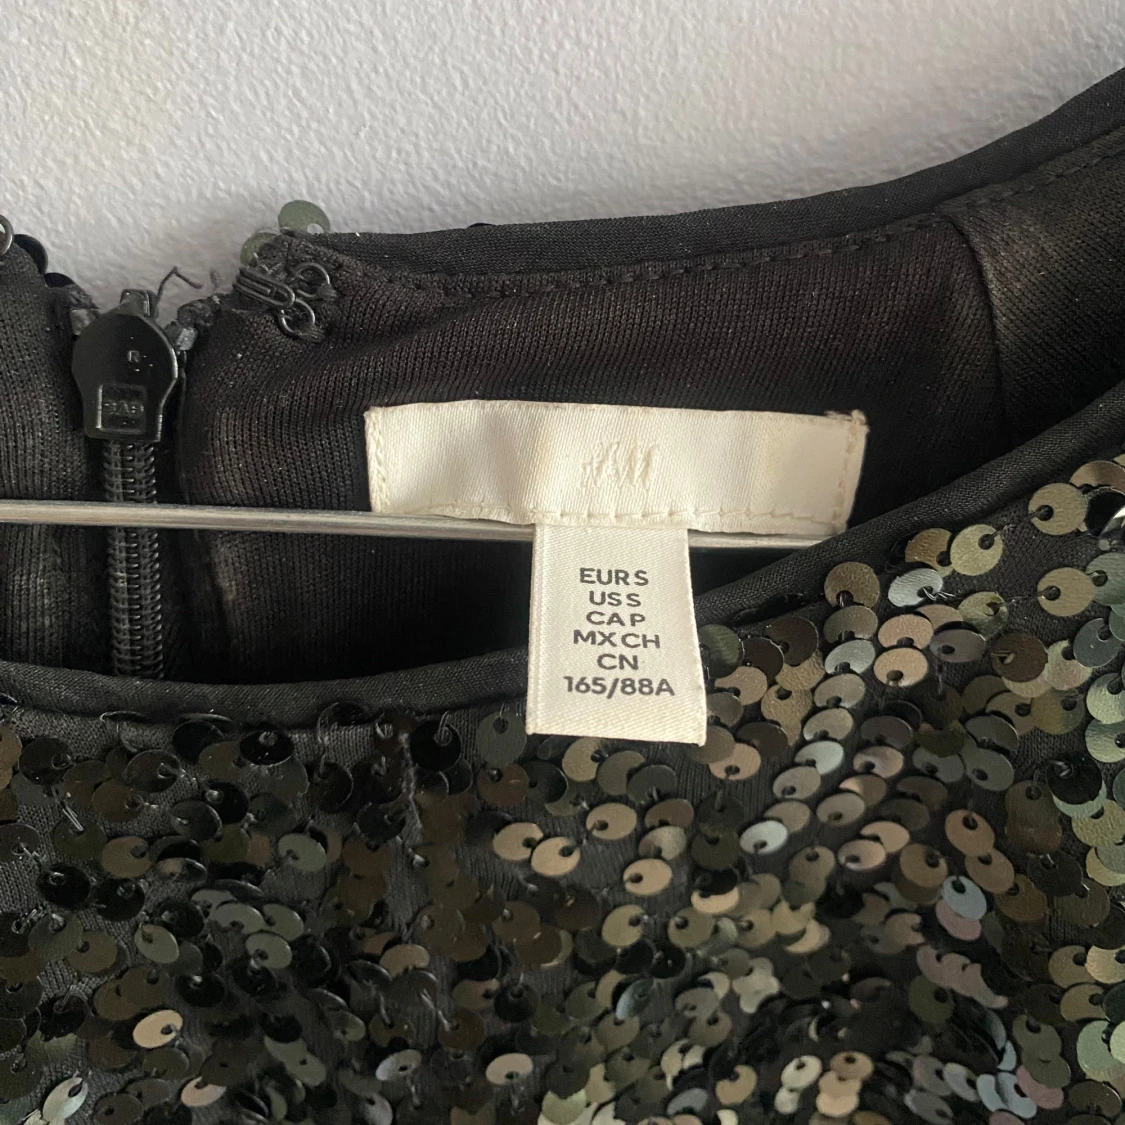 H&M
EUR S
US S
CA P
MX CH
CN
165/88A